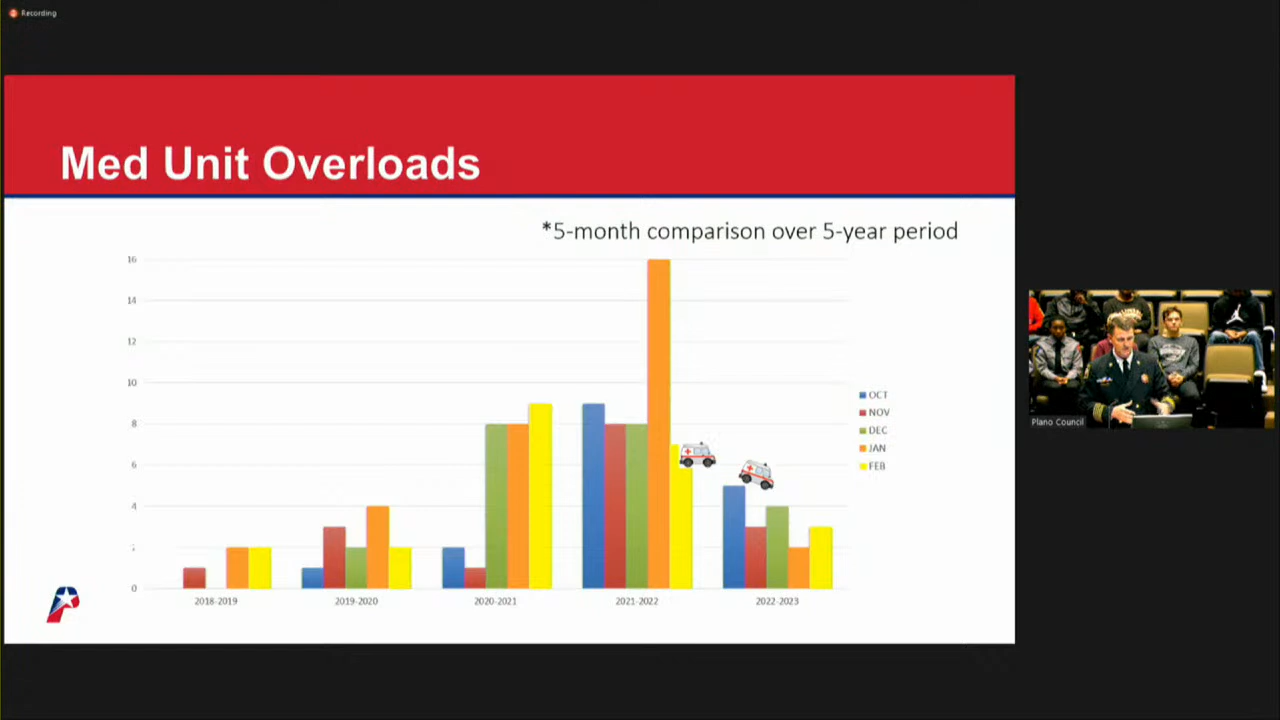 Recording
Med Unit Overloads
*5-month comparison over 5-year period
16
14
12
10
8
6
4
0
2018-2019
2019-2020
2020-2021
2021-2022
2022-2023
OCT
NOV
DEC
JAN
FEB
Plano Council